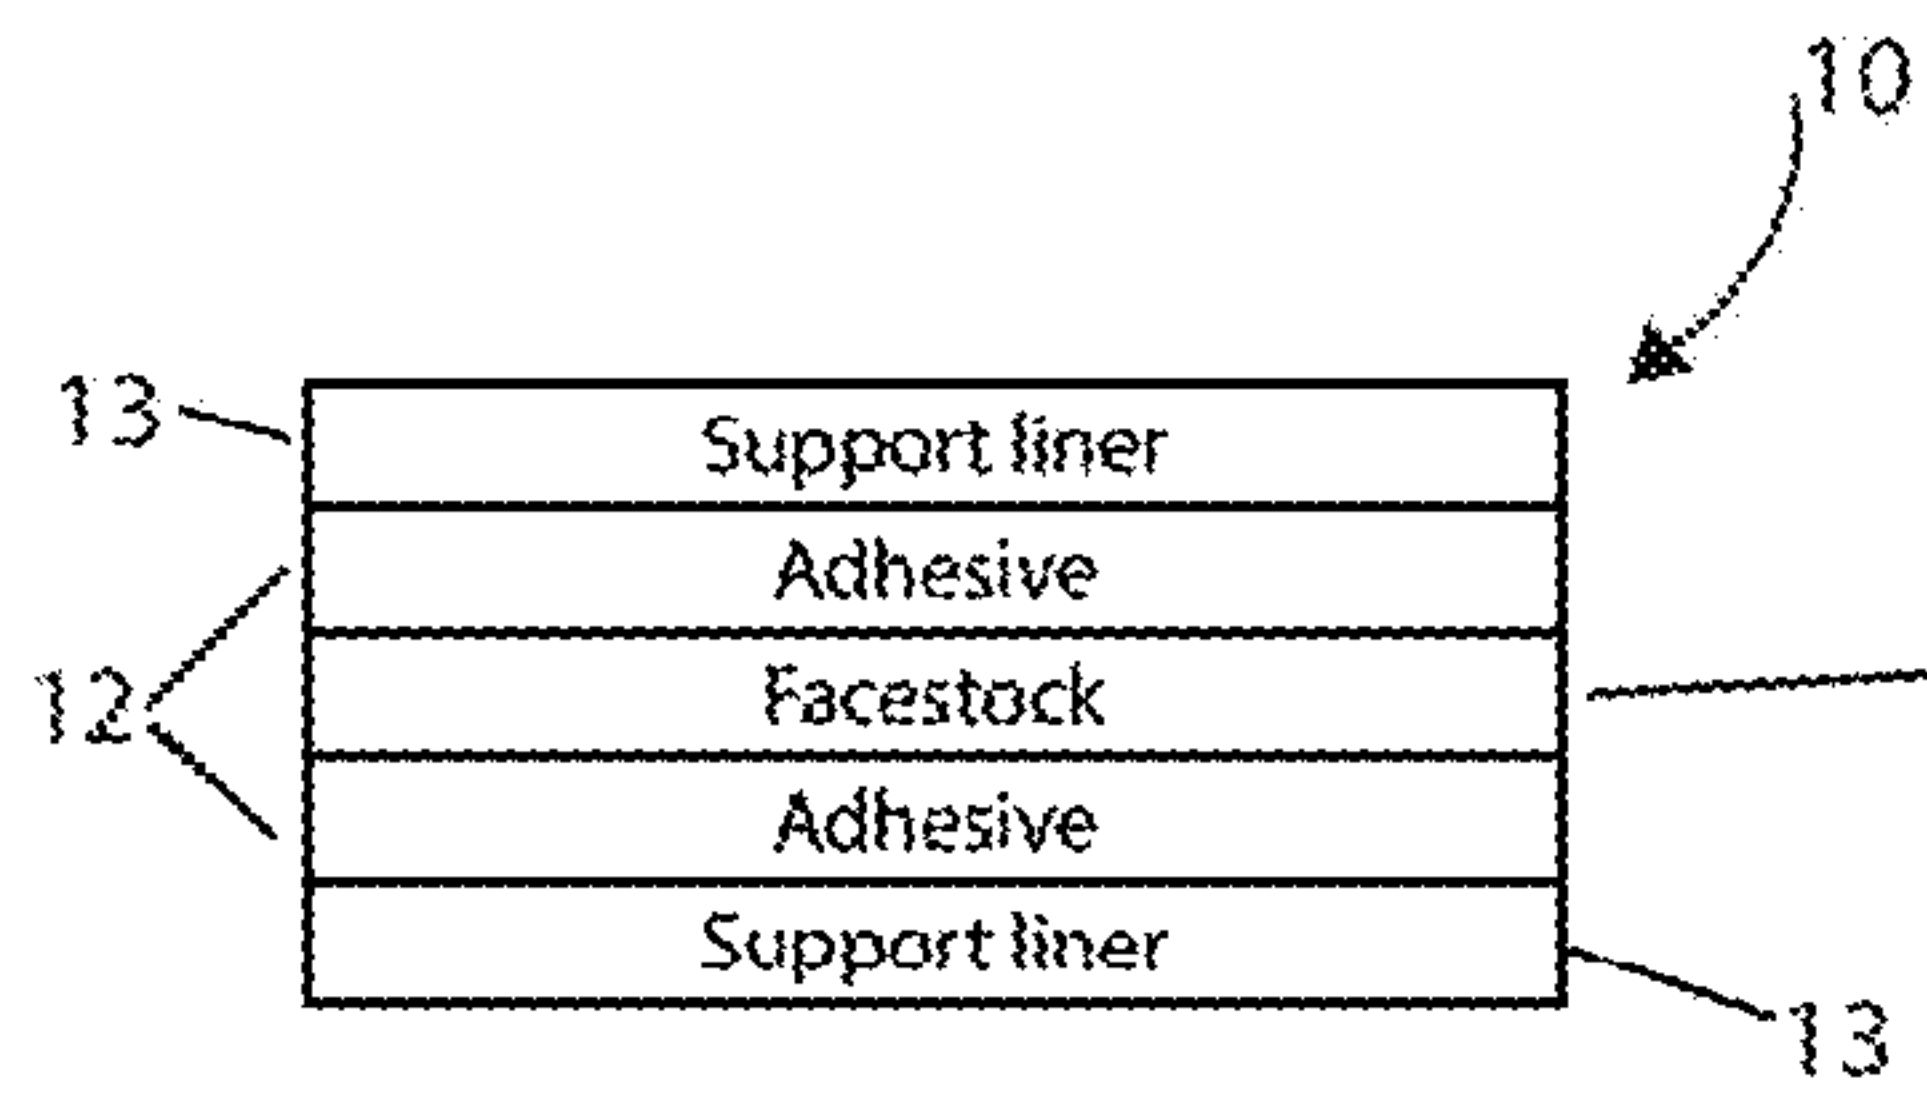 10
13
Support liner
Adhesive
12
Facestock
Adhesive
Support liner
13